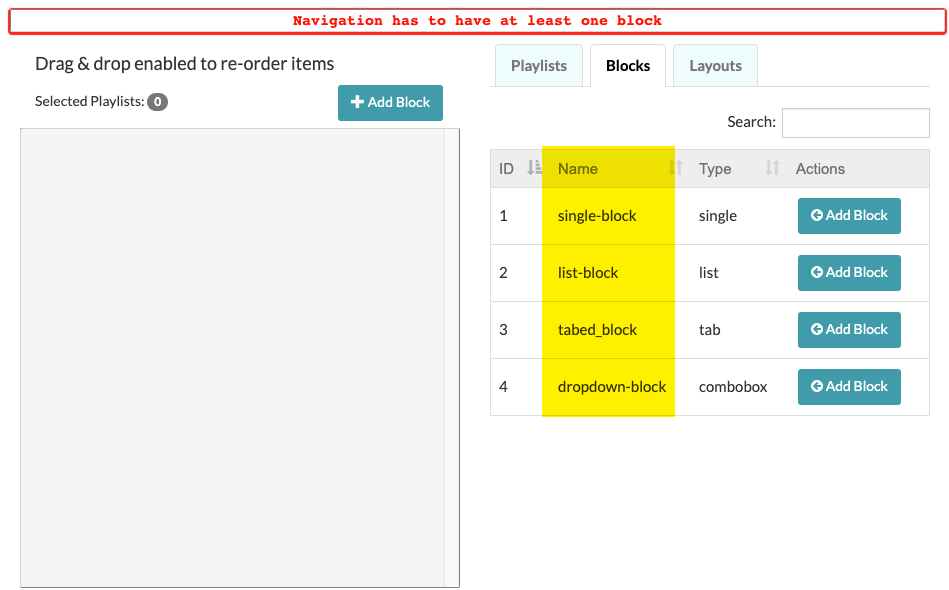 Navigation has to have at least one block
Drag & drop enabled to re-order items
Selected Playlists: 0
Add Block
Playlists Blocks Layouts
Search:
ID Name Type Actions
1 single-block single Add Block
2 list-block list Add Block
3 tabed_block tab Add Block
4 dropdown-block combobox Add Block